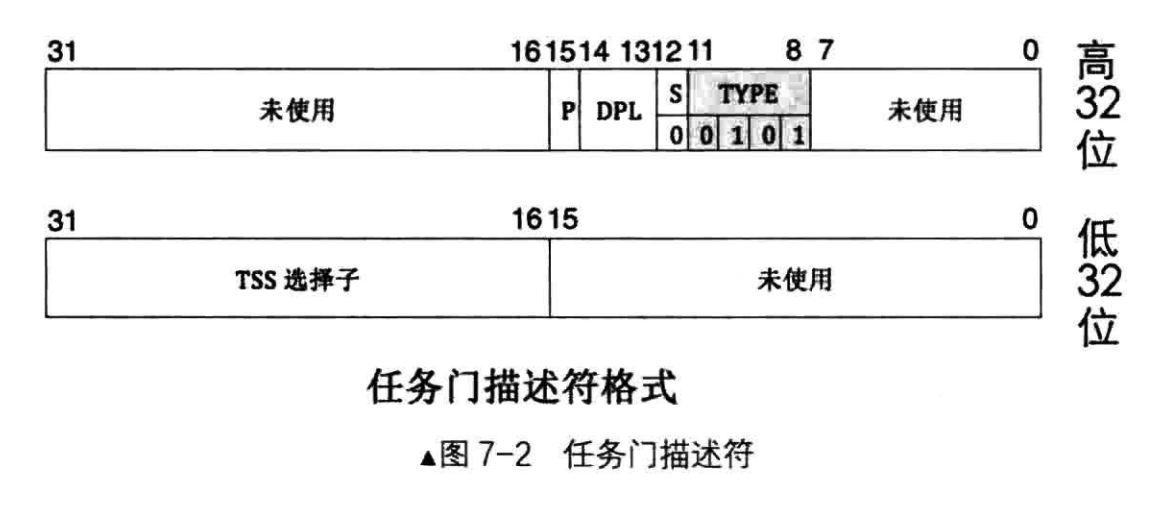 31 16 15 14 13 12 11 8 7 0
未使用 P DPL S TYPE 未使用
0 0 1 0 1
高32位
31 16 15 0
TSS 选择子 未使用
低32位
任务门描述符格式
▲图 7-2 任务门描述符